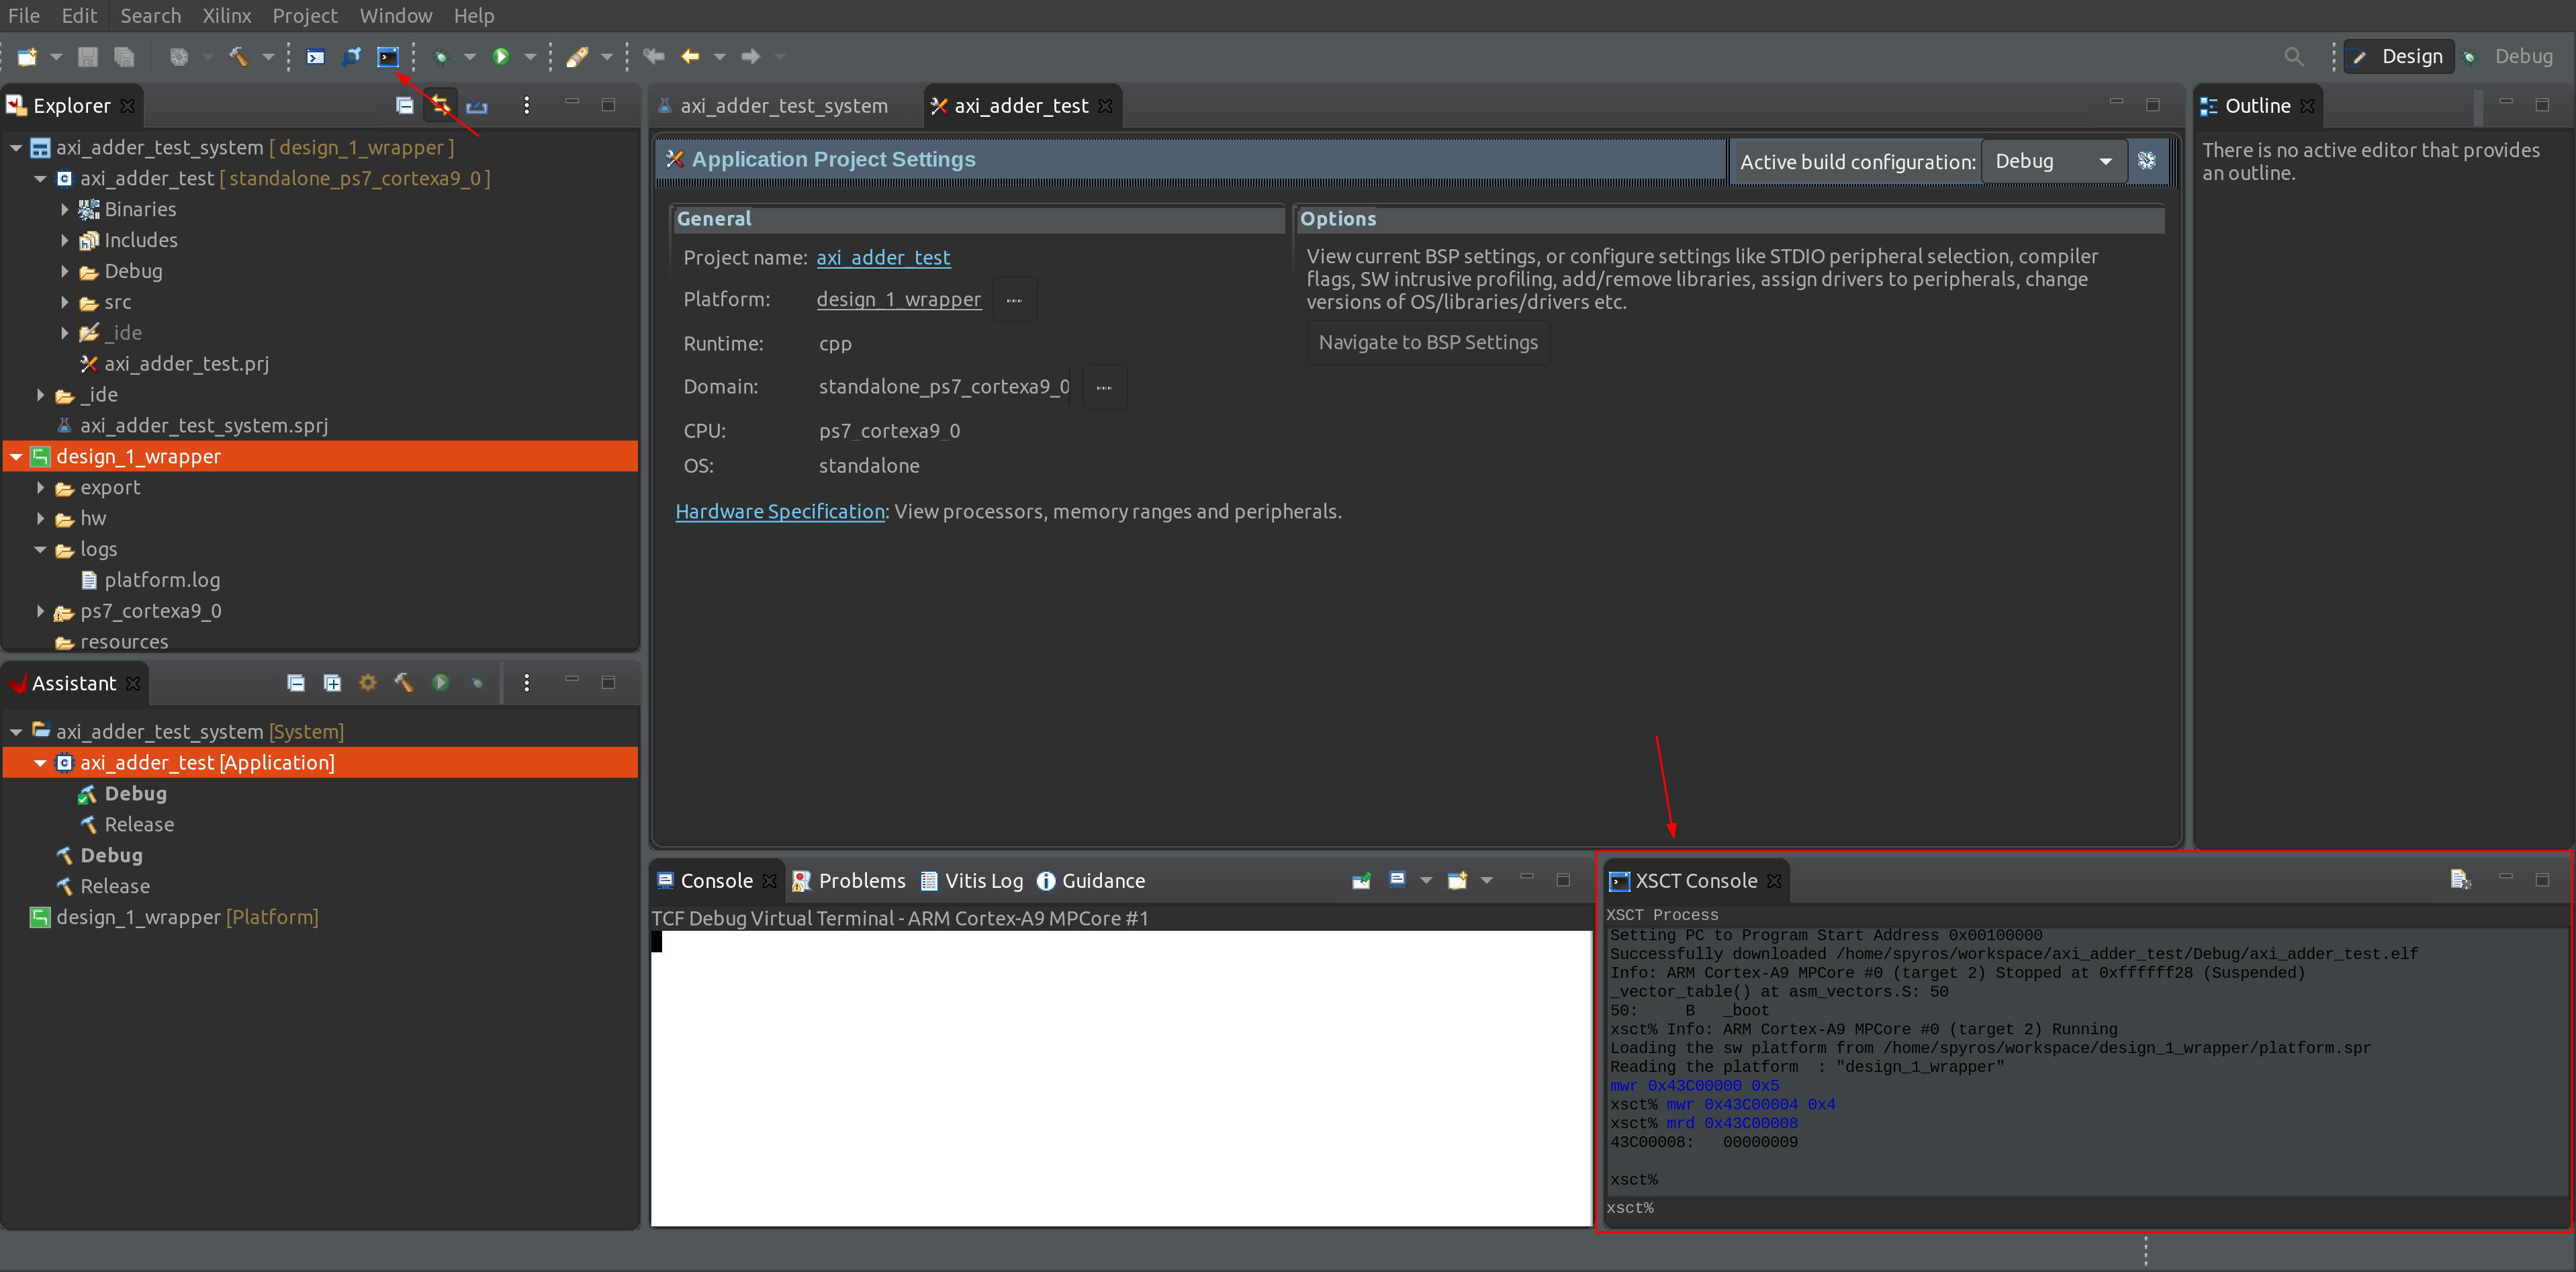 File Edit Search Xilinx Project Window Help
Design Debug
Explorer
axi_adder_test_system [ design_1_wrapper ]
axi_adder_test [ standalone_ps7_cortexa9_0 ]
Binaries
Includes
Debug
src
_ide
axi_adder_test.prj
_ide
axi_adder_test_system.sprj
design_1_wrapper
export
hw
logs
platform.log
ps7_cortexa9_0
resources
Assistant
axi_adder_test_system [System]
axi_adder_test [Application]
Debug
Release
Debug
Release
design_1_wrapper [Platform]
axi_adder_test_system axi_adder_test
Application Project Settings
Active build configuration: Debug
General
Project name: axi_adder_test
Platform: design_1_wrapper ...
Runtime: cpp
Domain: standalone_ps7_cortexa9_0 ...
CPU: ps7_cortexa9_0
OS: standalone
Hardware Specification: View processors, memory ranges and peripherals.
Options
View current BSP settings, or configure settings like STDIO peripheral selection, compiler
flags, SW intrusive profiling, add/remove libraries, assign drivers to peripherals, change
versions of OS/libraries/drivers etc.
Navigate to BSP Settings
Outline
There is no active editor that provides
an outline.
Console Problems Vitis Log Guidance
TCF Debug Virtual Terminal - ARM Cortex-A9 MPCore #1
XSCT Console
XSCT Process
Setting PC to Program Start Address 0x00100000
Successfully downloaded /home/spyros/workspace/axi_adder_test/Debug/axi_adder_test.elf
Info: ARM Cortex-A9 MPCore #0 (target 2) Stopped at 0xffffff28 (Suspended)
_vector_table() at asm_vectors.S: 50
50: B _boot
xsct% Info: ARM Cortex-A9 MPCore #0 (target 2) Running
Loading the sw platform from /home/spyros/workspace/design_1_wrapper/platform.spr
Reading the platform : "design_1_wrapper"
mwr 0x43C00000 0x5
xsct% mwr 0x43C00004 0x4
xsct% mrd 0x43C00008
43C00008: 00000009
xsct%
xsct%